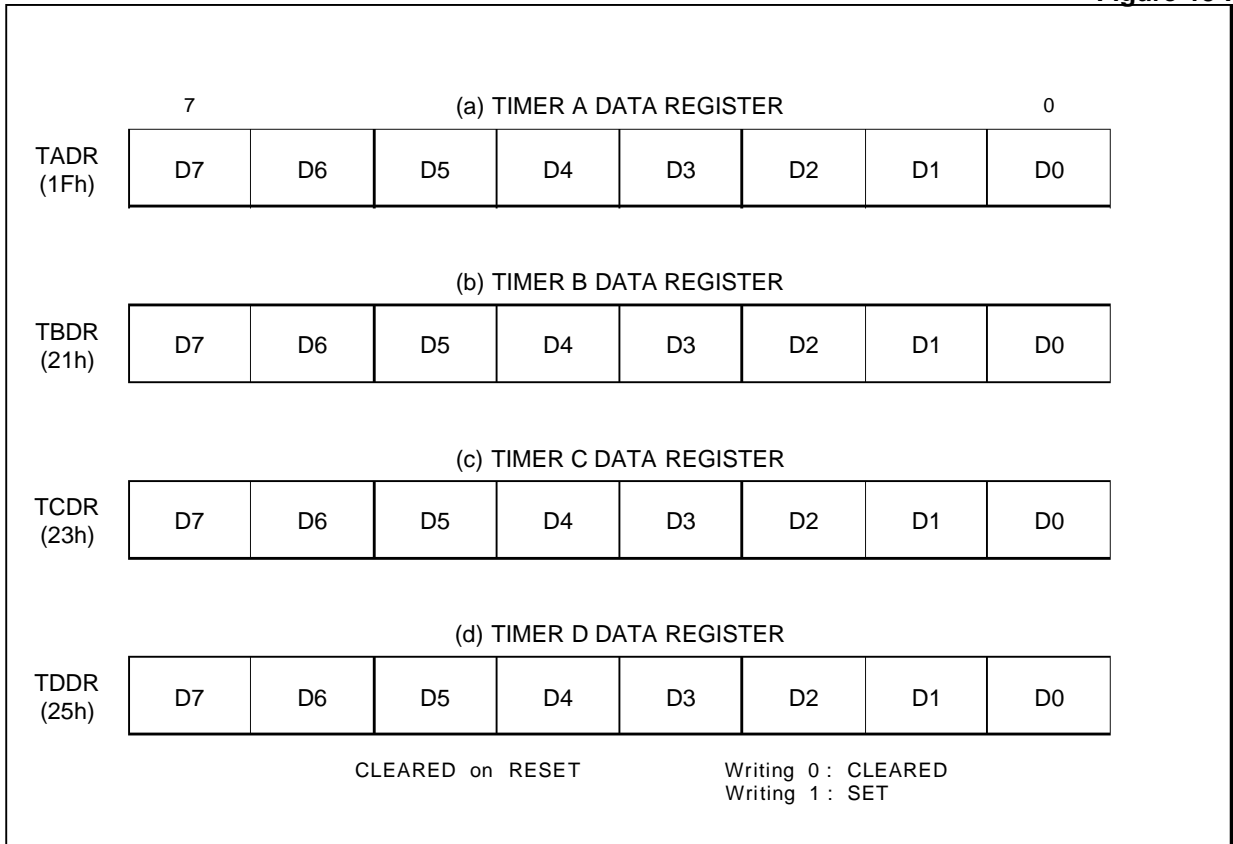 7 (a) TIMER A DATA REGISTER 0
TADR
(1Fh)
D7 D6 D5 D4 D3 D2 D1 D0
(b) TIMER B DATA REGISTER
TBDR
(21h)
D7 D6 D5 D4 D3 D2 D1 D0
(c) TIMER C DATA REGISTER
TCDR
(23h)
D7 D6 D5 D4 D3 D2 D1 D0
(d) TIMER D DATA REGISTER
TDDR
(25h)
D7 D6 D5 D4 D3 D2 D1 D0
CLEARED on RESET Writing 0 : CLEARED
Writing 1 : SET